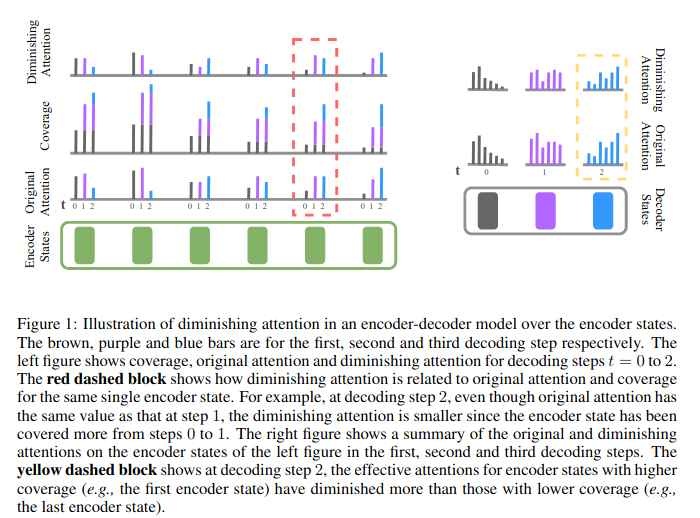 Diminishing
Attention
Coverage
Original
Attention
Encoder
States
t 0 1 2 0 1 2 0 1 2 0 1 2 0 1 2 0 1 2
Diminishing
Attention
Original
Attention
Decoder
States
t 0 1 2
Figure 1: Illustration of diminishing attention in an encoder-decoder model over the encoder states.
The brown, purple and blue bars are for the first, second and third decoding step respectively. The
left figure shows coverage, original attention and diminishing attention for decoding steps t = 0 to 2.
The red dashed block shows how diminishing attention is related to original attention and coverage
for the same single encoder state. For example, at decoding step 2, even though original attention has
the same value as that at step 1, the diminishing attention is smaller since the encoder state has been
covered more from steps 0 to 1. The right figure shows a summary of the original and diminishing
attentions on the encoder states of the left figure in the first, second and third decoding steps. The
yellow dashed block shows at decoding step 2, the effective attentions for encoder states with higher
coverage (e.g., the first encoder state) have diminished more than those with lower coverage (e.g.,
the last encoder state).